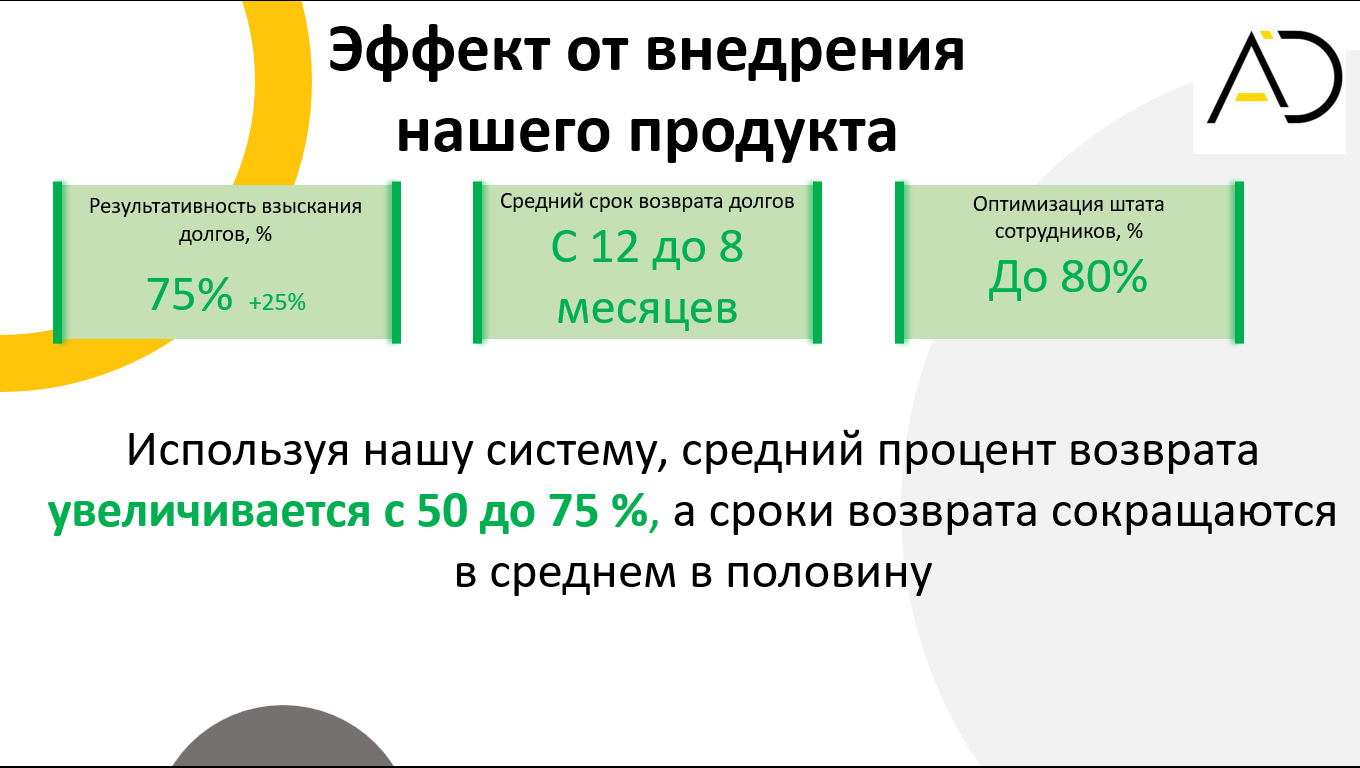 Эффект от внедрения
нашего продукта
AD
Результативность взыскания
долгов, %
75% +25%
Средний срок возврата долгов
С 12 до 8
месяцев
Оптимизация штата
сотрудников, %
До 80%
Используя нашу систему, средний процент возврата
увеличивается с 50 до 75 %, а сроки возврата сокращаются
в среднем в половину